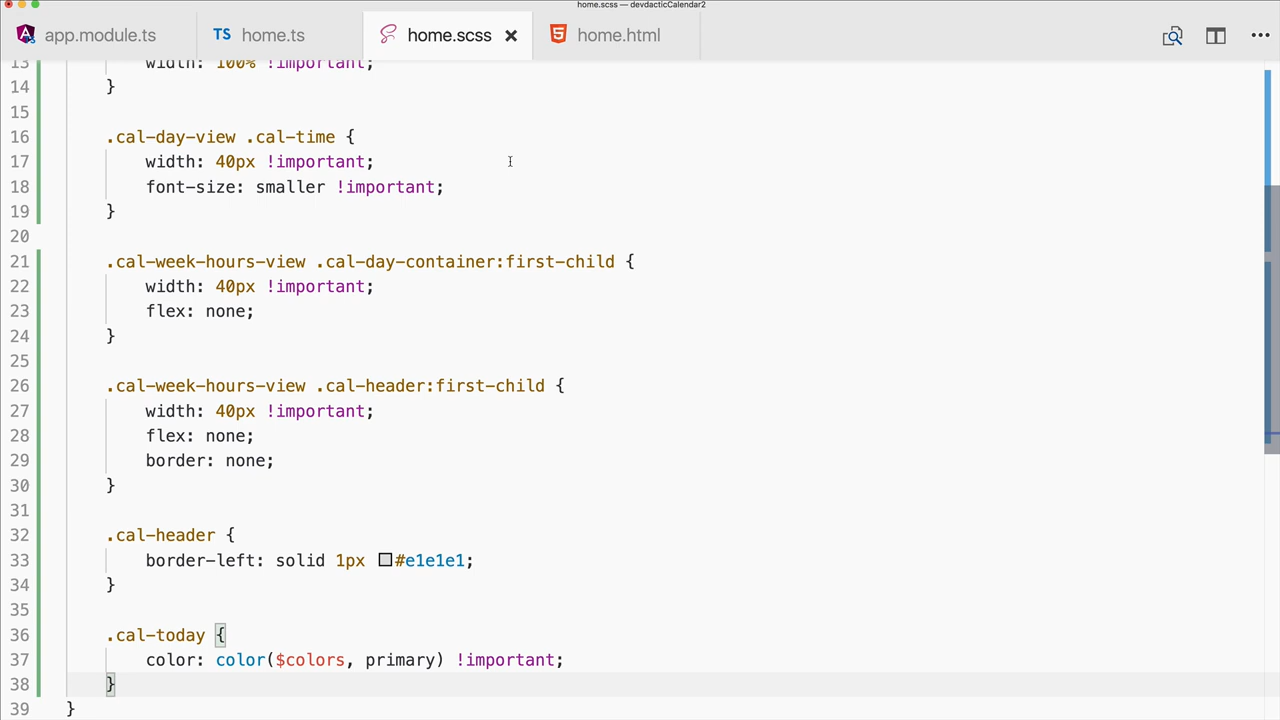 home.scss — devdacticCalendar2
app.module.ts
TS home.ts
home.scss
home.html
13 width: 100% !important;
14 }
15
16 .cal-day-view .cal-time {
17 width: 40px !important;
18 font-size: smaller !important;
19 }
20
21 .cal-week-hours-view .cal-day-container:first-child {
22 width: 40px !important;
23 flex: none;
24 }
25
26 .cal-week-hours-view .cal-header:first-child {
27 width: 40px !important;
28 flex: none;
29 border: none;
30 }
31
32 .cal-header {
33 border-left: solid 1px #e1e1e1;
34 }
35
36 .cal-today {
37 color: color($colors, primary) !important;
38 }
39 }